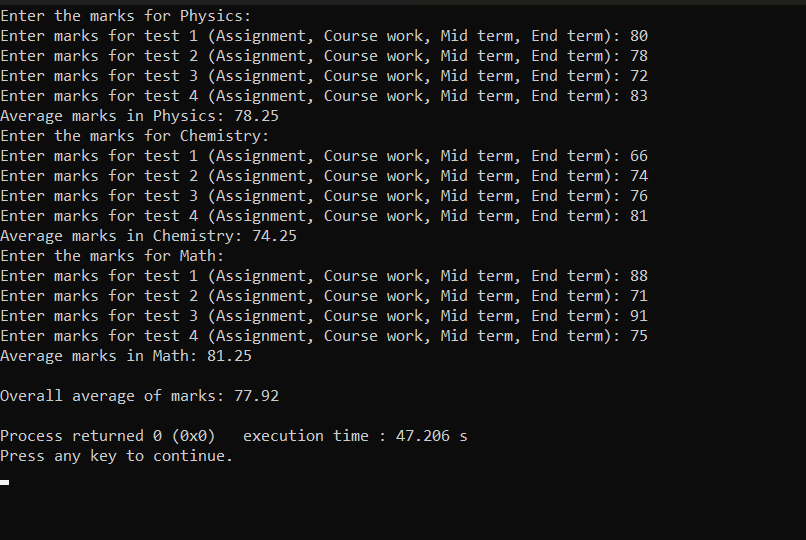 Enter the marks for Physics:
Enter marks for test 1 (Assignment, Course work, Mid term, End term): 80
Enter marks for test 2 (Assignment, Course work, Mid term, End term): 78
Enter marks for test 3 (Assignment, Course work, Mid term, End term): 72
Enter marks for test 4 (Assignment, Course work, Mid term, End term): 83
Average marks in Physics: 78.25
Enter the marks for Chemistry:
Enter marks for test 1 (Assignment, Course work, Mid term, End term): 66
Enter marks for test 2 (Assignment, Course work, Mid term, End term): 74
Enter marks for test 3 (Assignment, Course work, Mid term, End term): 76
Enter marks for test 4 (Assignment, Course work, Mid term, End term): 81
Average marks in Chemistry: 74.25
Enter the marks for Math:
Enter marks for test 1 (Assignment, Course work, Mid term, End term): 88
Enter marks for test 2 (Assignment, Course work, Mid term, End term): 71
Enter marks for test 3 (Assignment, Course work, Mid term, End term): 91
Enter marks for test 4 (Assignment, Course work, Mid term, End term): 75
Average marks in Math: 81.25
Overall average of marks: 77.92
Process returned 0 (0x0)   execution time : 47.206 s
Press any key to continue.